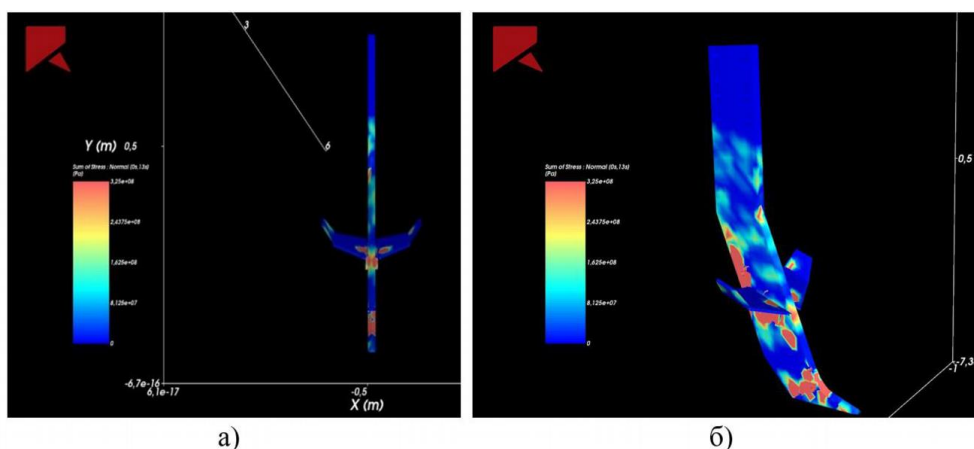 3
6
Y (m)
0,5
Sum of Stress : Normal (0s,13s)
(Pa)
3,25e+08
2,4375e+08
1,625e+08
8,125e+07
0
-6,7e-16
6,1e-17
-0,5
X (m)
а)
0,5
Sum of Stress : Normal (0s,13s)
(Pa)
3,25e+08
2,4375e+08
1,625e+08
8,125e+07
0
-7,3
-1
б)